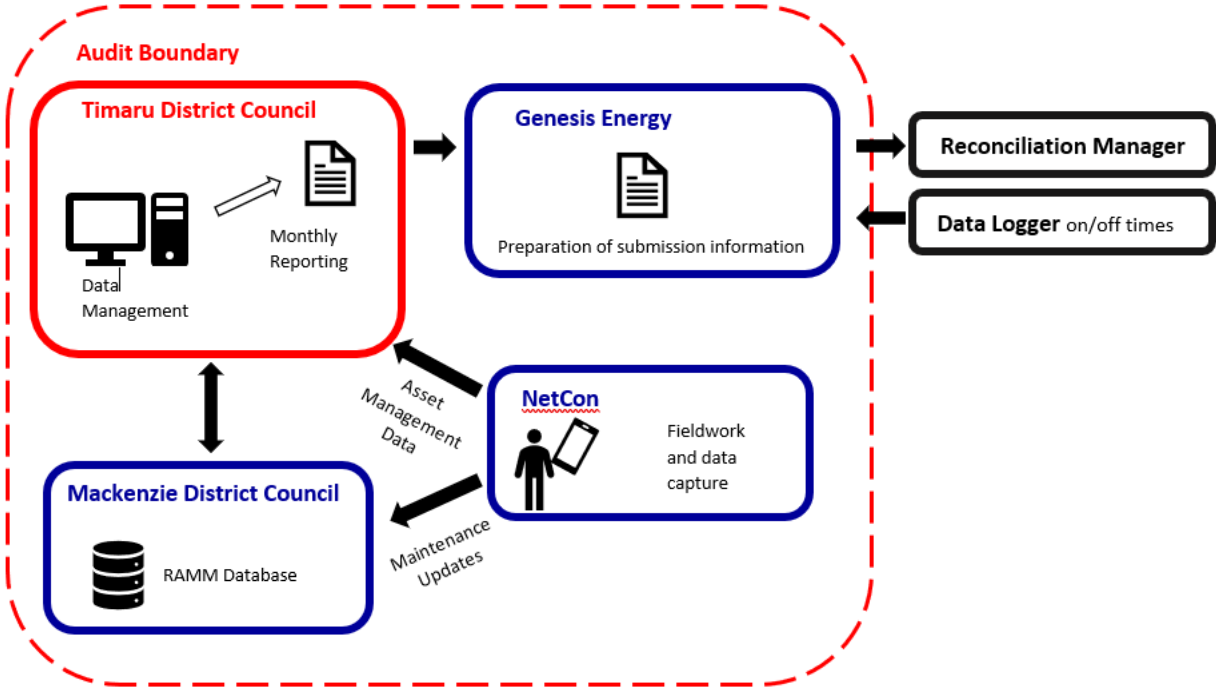 Audit Boundary
Timaru District Council
Monthly
Reporting
Data
Management
Genesis Energy
Preparation of submission information
Reconciliation Manager
Data Logger on/off times
Asset
Management
Data
NetCon
Fieldwork
and data
capture
Mackenzie District Council
RAMM Database
Maintenance
Updates